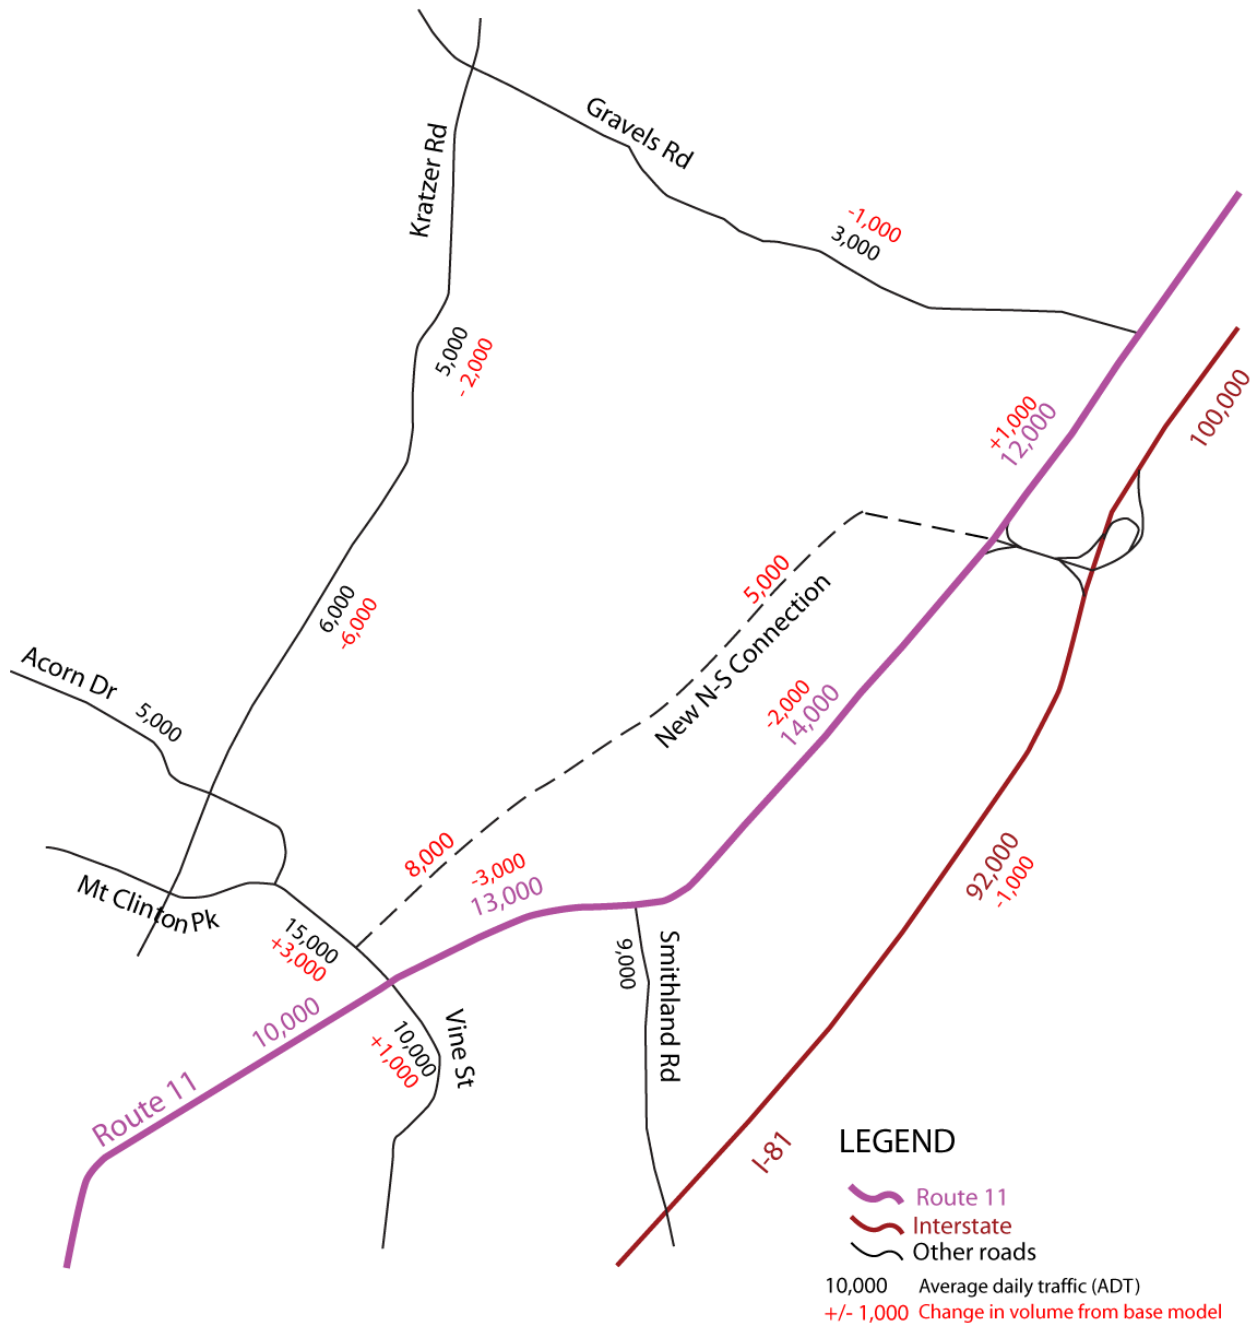 Gravels Rd
Kratzer Rd
-1,000
3,000
5,000
- 2,000
100,000
+1,000
12,000
5,000
New N-S Connection
6,000
-6,000
Acorn Dr
5,000
-2,000
14,000
8,000
-3,000
13,000
92,000
-1,000
Mt Clinton Pk
15,000
+3,000
9,000
Smithland Rd
10,000
10,000
+1,000
Vine St
Route 11
I-81
LEGEND
Route 11
Interstate
Other roads
10,000 Average daily traffic (ADT)
+/- 1,000 Change in volume from base model